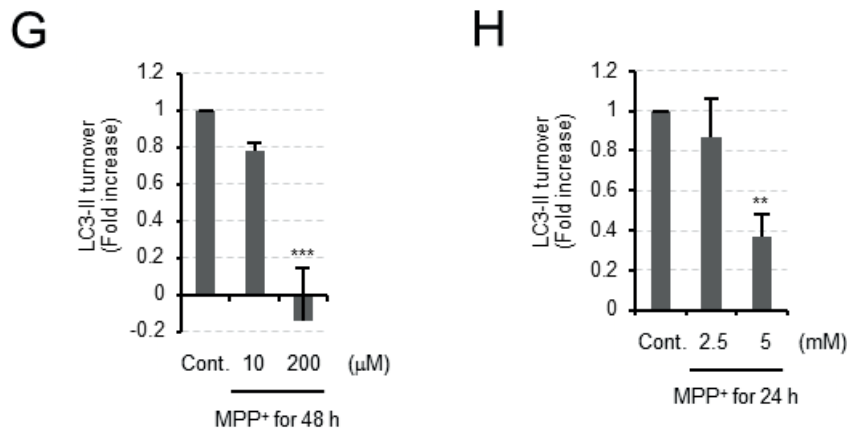 G
LC3-II turnover
(Fold increase)
1.2
1
0.8
0.6
0.4
0.2
0
-0.2
***
Cont. 10 200 (μM)
MPP+ for 48 h
H
LC3-II turnover
(Fold increase)
1.2
1
0.8
0.6
0.4
0.2
0
**
Cont. 2.5 5 (mM)
MPP+ for 24 h